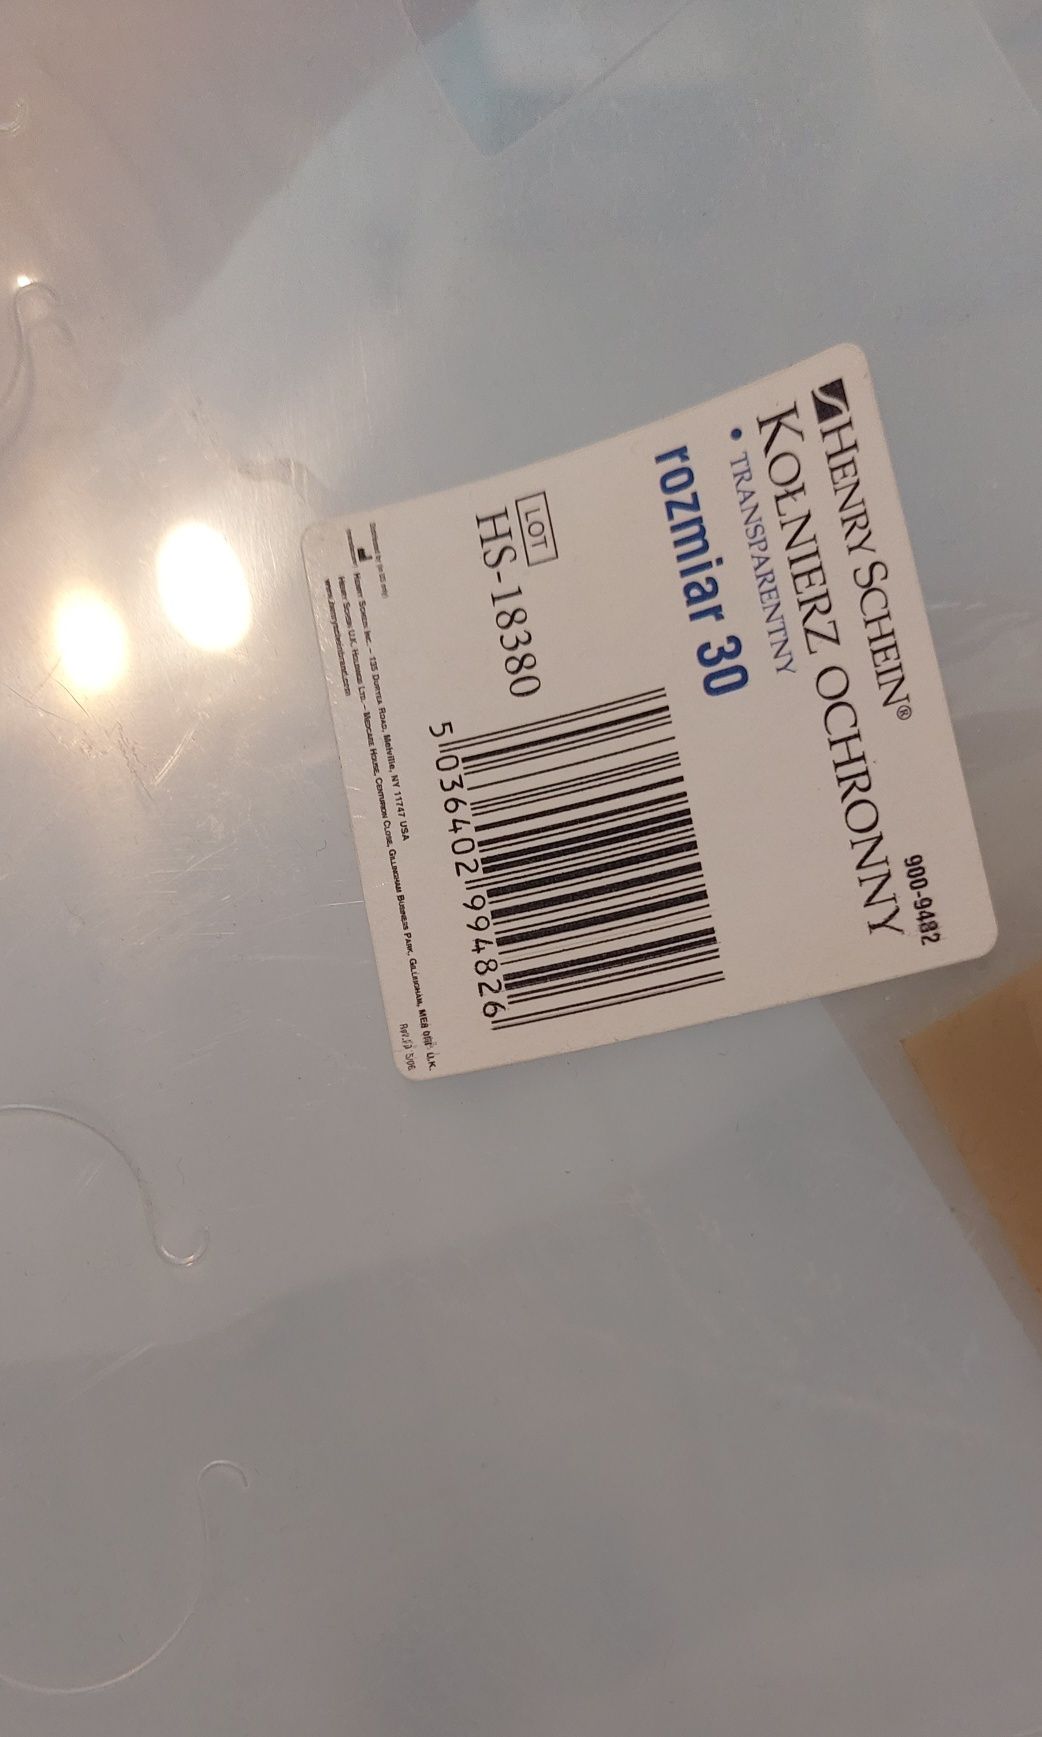 HENRY SCHEIN®
900-9482
KOŁNIERZ OCHRONNY
• TRANSPARENTNY
rozmiar 30
LOT
HS-18380
5 036402 994826
Henry Schein Inc. - 135 Duryea Road, Melville, NY 11747 USA
Henry Schein U.K. Holdings Ltd. - Medcare House, Centurion Close, Gillingham Business Park, Gillingham, ME8 U.K.
www.henryscheinbrand.com